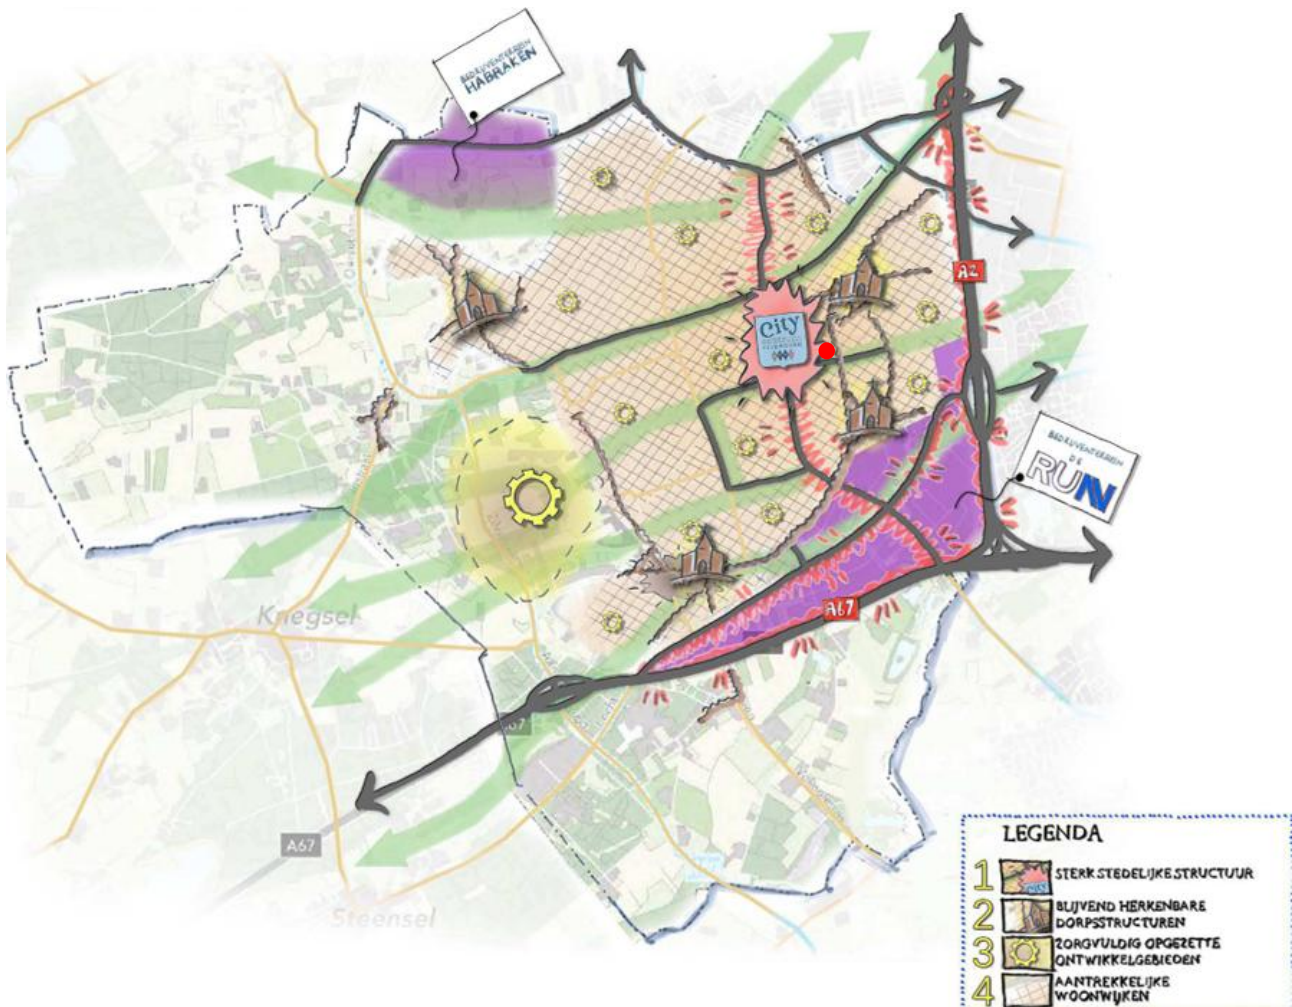 BEDRIJVENTERREIN
HABRAKEN
A2
City
BEDRIJVENTERREIN
DE
RUN
A67
Knegsel
A67
Steensel
LEGENDA
1 STERK STEDELIJKE STRUCTUUR
CITY
2 BLIJVEND HERKENBARE
DORPSSTRUCTUREN
3 ZORGVULDIG OPGEZETTE
ONTWIKKELGEBIEDEN
4 AANTREKKELIJKE
WOONWIJKEN